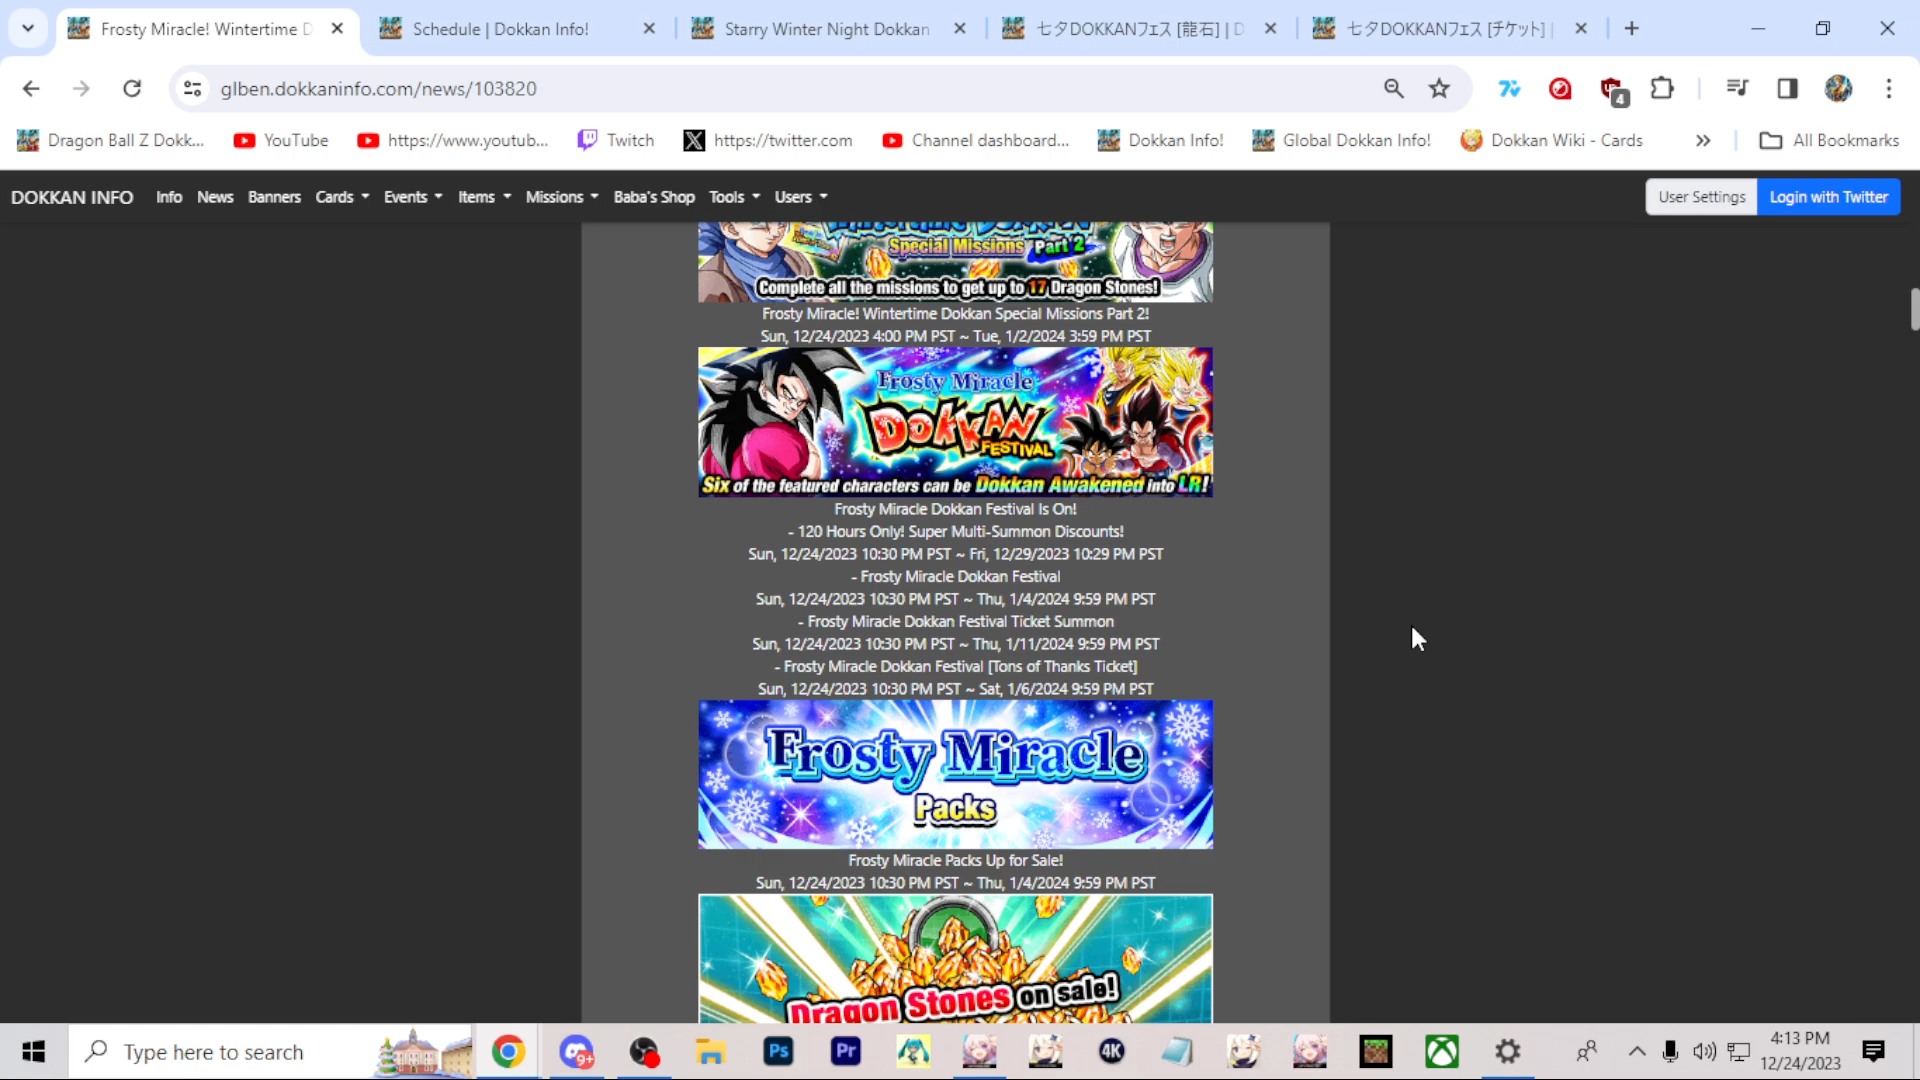 Frosty Miracle! Wintertime D
Schedule | Dokkan Info!
Starry Winter Night Dokkan
七夕DOKKANフェス [龍石] | D
七夕DOKKANフェス [チケット] |
glben.dokkaninfo.com/news/103820
4
Dragon Ball Z Dokk...
YouTube
https://www.youtub...
Twitch
https://twitter.com
Channel dashboard...
Dokkan Info!
Global Dokkan Info!
Dokkan Wiki - Cards
All Bookmarks
DOKKAN INFO
Info
News
Banners
Cards
Events
Items
Missions
Baba's Shop
Tools
Users
User Settings
Login with Twitter
Wintertime DOKKAN
Special Missions Part 2
Complete all the missions to get up to 17 Dragon Stones!
Frosty Miracle! Wintertime Dokkan Special Missions Part 2!
Sun, 12/24/2023 4:00 PM PST ~ Tue, 1/2/2024 3:59 PM PST
Frosty Miracle
DOKKAN
FESTIVAL
Six of the featured characters can be Dokkan Awakened into LR!
Frosty Miracle Dokkan Festival Is On!
- 120 Hours Only! Super Multi-Summon Discounts!
Sun, 12/24/2023 10:30 PM PST ~ Fri, 12/29/2023 10:29 PM PST
- Frosty Miracle Dokkan Festival
Sun, 12/24/2023 10:30 PM PST ~ Thu, 1/4/2024 9:59 PM PST
- Frosty Miracle Dokkan Festival Ticket Summon
Sun, 12/24/2023 10:30 PM PST ~ Thu, 1/11/2024 9:59 PM PST
- Frosty Miracle Dokkan Festival [Tons of Thanks Ticket]
Sun, 12/24/2023 10:30 PM PST ~ Sat, 1/6/2024 9:59 PM PST
Frosty Miracle
Packs
Frosty Miracle Packs Up for Sale!
Sun, 12/24/2023 10:30 PM PST ~ Thu, 1/4/2024 9:59 PM PST
Dragon Stones on sale!
Type here to search
9+
Ps
Pr
4K
4:13 PM
12/24/2023